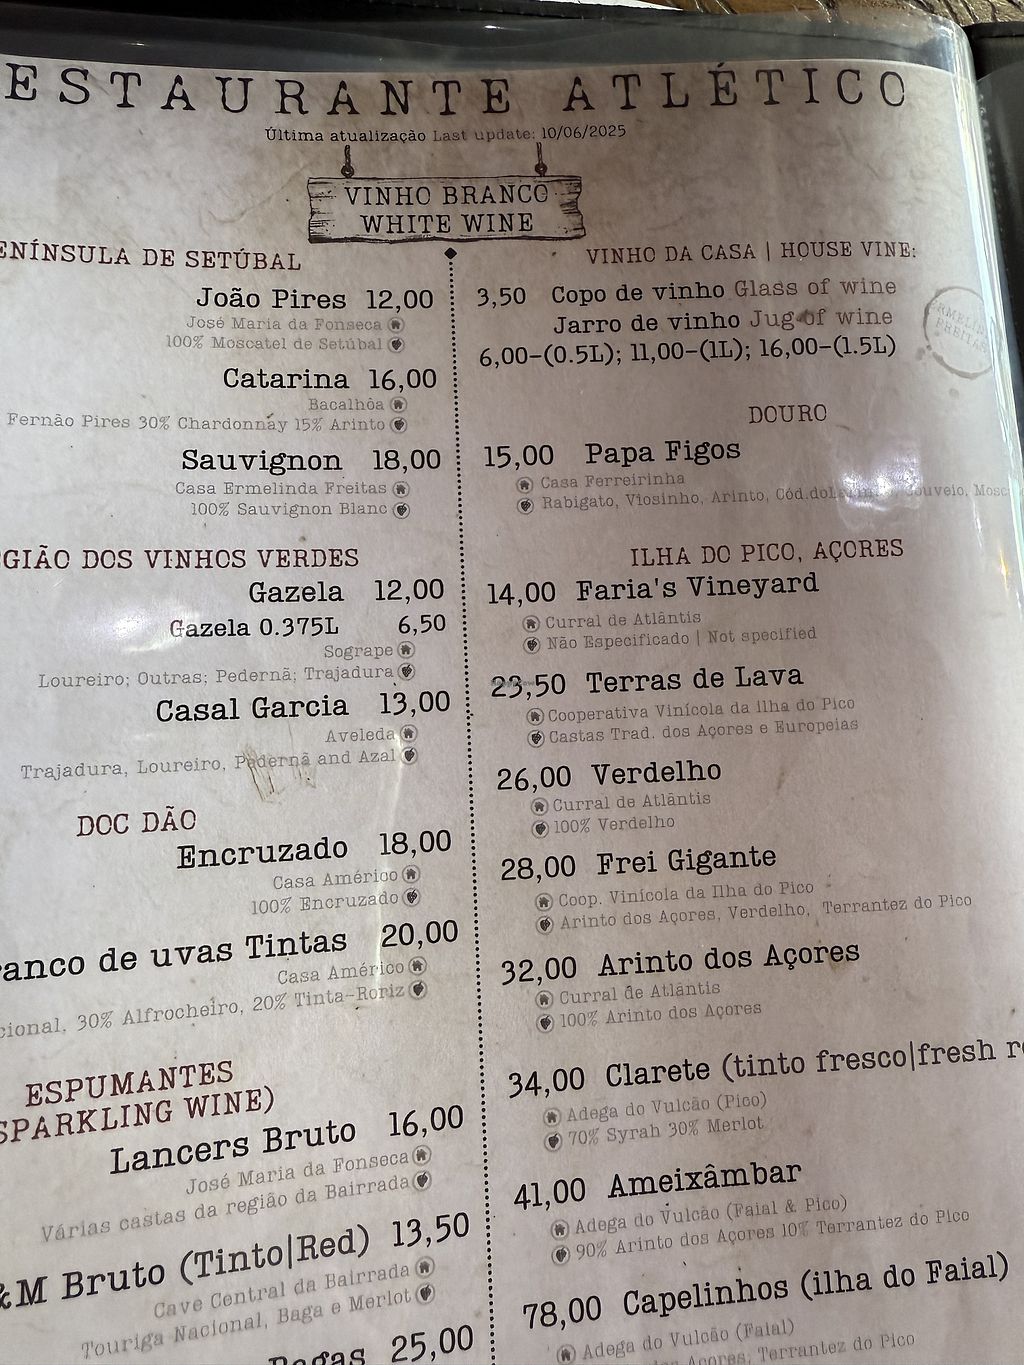 ESTAURANTE ATLÉTICO
Última atualização Last update: 10/06/2025
VINHO BRANCO
WHITE WINE
ENÍNSULA DE SETÚBAL
João Pires 12,00
José Maria da Fonseca
100% Moscatel de Setúbal
Catarina 16,00
Bacalhôa
Fernão Pires 30% Chardonnay 15% Arinto
Sauvignon 18,00
Casa Ermelinda Freitas
100% Sauvignon Blanc
GIÃO DOS VINHOS VERDES
Gazela 12,00
Gazela 0.375L 6,50
Sogrape
Loureiro; Outras; Pedernã; Trajadura
Casal Garcia 13,00
Aveleda
Trajadura, Loureiro, Pedernã and Azal
DOC DÃO
Encruzado 18,00
Casa Américo
100% Encruzado
ranco de uvas Tintas 20,00
Casa Américo
cional, 30% Alfrocheiro, 20% Tinta-Roriz
ESPUMANTES
SPARKLING WINE)
Lancers Bruto 16,00
José Maria da Fonseca
Várias castas da região da Bairrada
&M Bruto (Tinto|Red) 13,50
Cave Central da Bairrada
Touriga Nacional, Baga e Merlot
Bagas 25,00
VINHO DA CASA | HOUSE VINE:
3,50 Copo de vinho Glass of wine
Jarro de vinho Jug of wine
6,00-(0.5L); 11,00-(1L); 16,00-(1.5L)
ERMELINDA
FREITAS
DOURO
15,00 Papa Figos
Casa Ferreirinha
Rabigato, Viosinho, Arinto, Cód.do Gouveio, Mosc
ILHA DO PICO, AÇORES
14,00 Faria's Vineyard
Curral de Atlântis
Não Especificado | Not specified
23,50 Terras de Lava
Cooperativa Vinícola da ilha do Pico
Castas Trad. dos Açores e Europeias
26,00 Verdelho
Curral de Atlântis
100% Verdelho
28,00 Frei Gigante
Coop. Vinícola da Ilha do Pico
Arinto dos Açores, Verdelho, Terrantez do Pico
32,00 Arinto dos Açores
Curral de Atlântis
100% Arinto dos Açores
34,00 Clarete (tinto fresco|fresh r
Adega do Vulcão (Pico)
70% Syrah 30% Merlot
41,00 Ameixâmbar
Adega do Vulcão (Faial & Pico)
90% Arinto dos Açores 10% Terrantez do Pico
78,00 Capelinhos (ilha do Faial)
Adega do Vulcão (Faial)
Açores; Terrantez do Pico